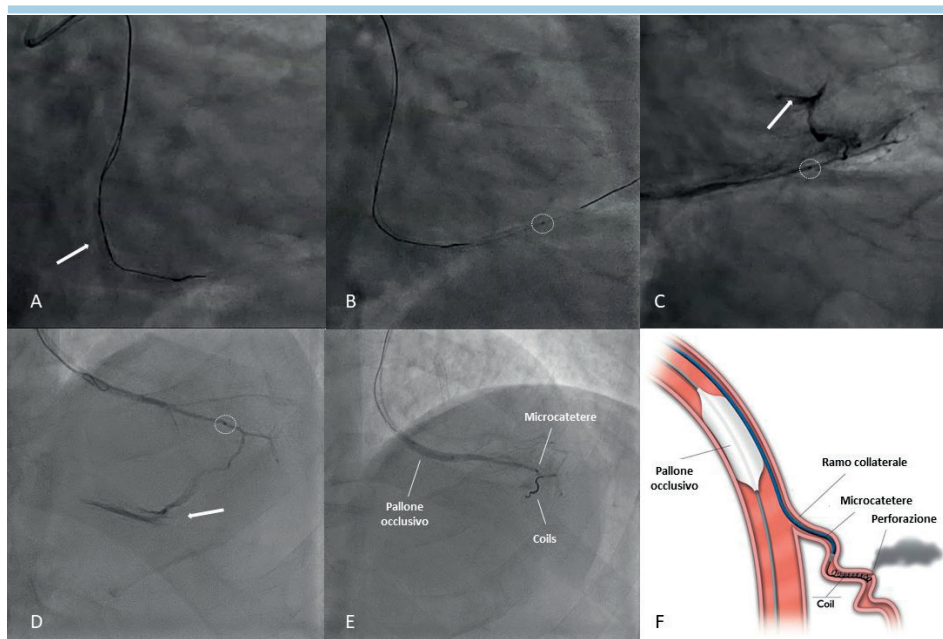 A
B
C
D
Microcatetere
Pallone
occlusivo
Coils
E
Pallone
occlusivo
Ramo collaterale
Microcatetere
Perforazione
Coil
F